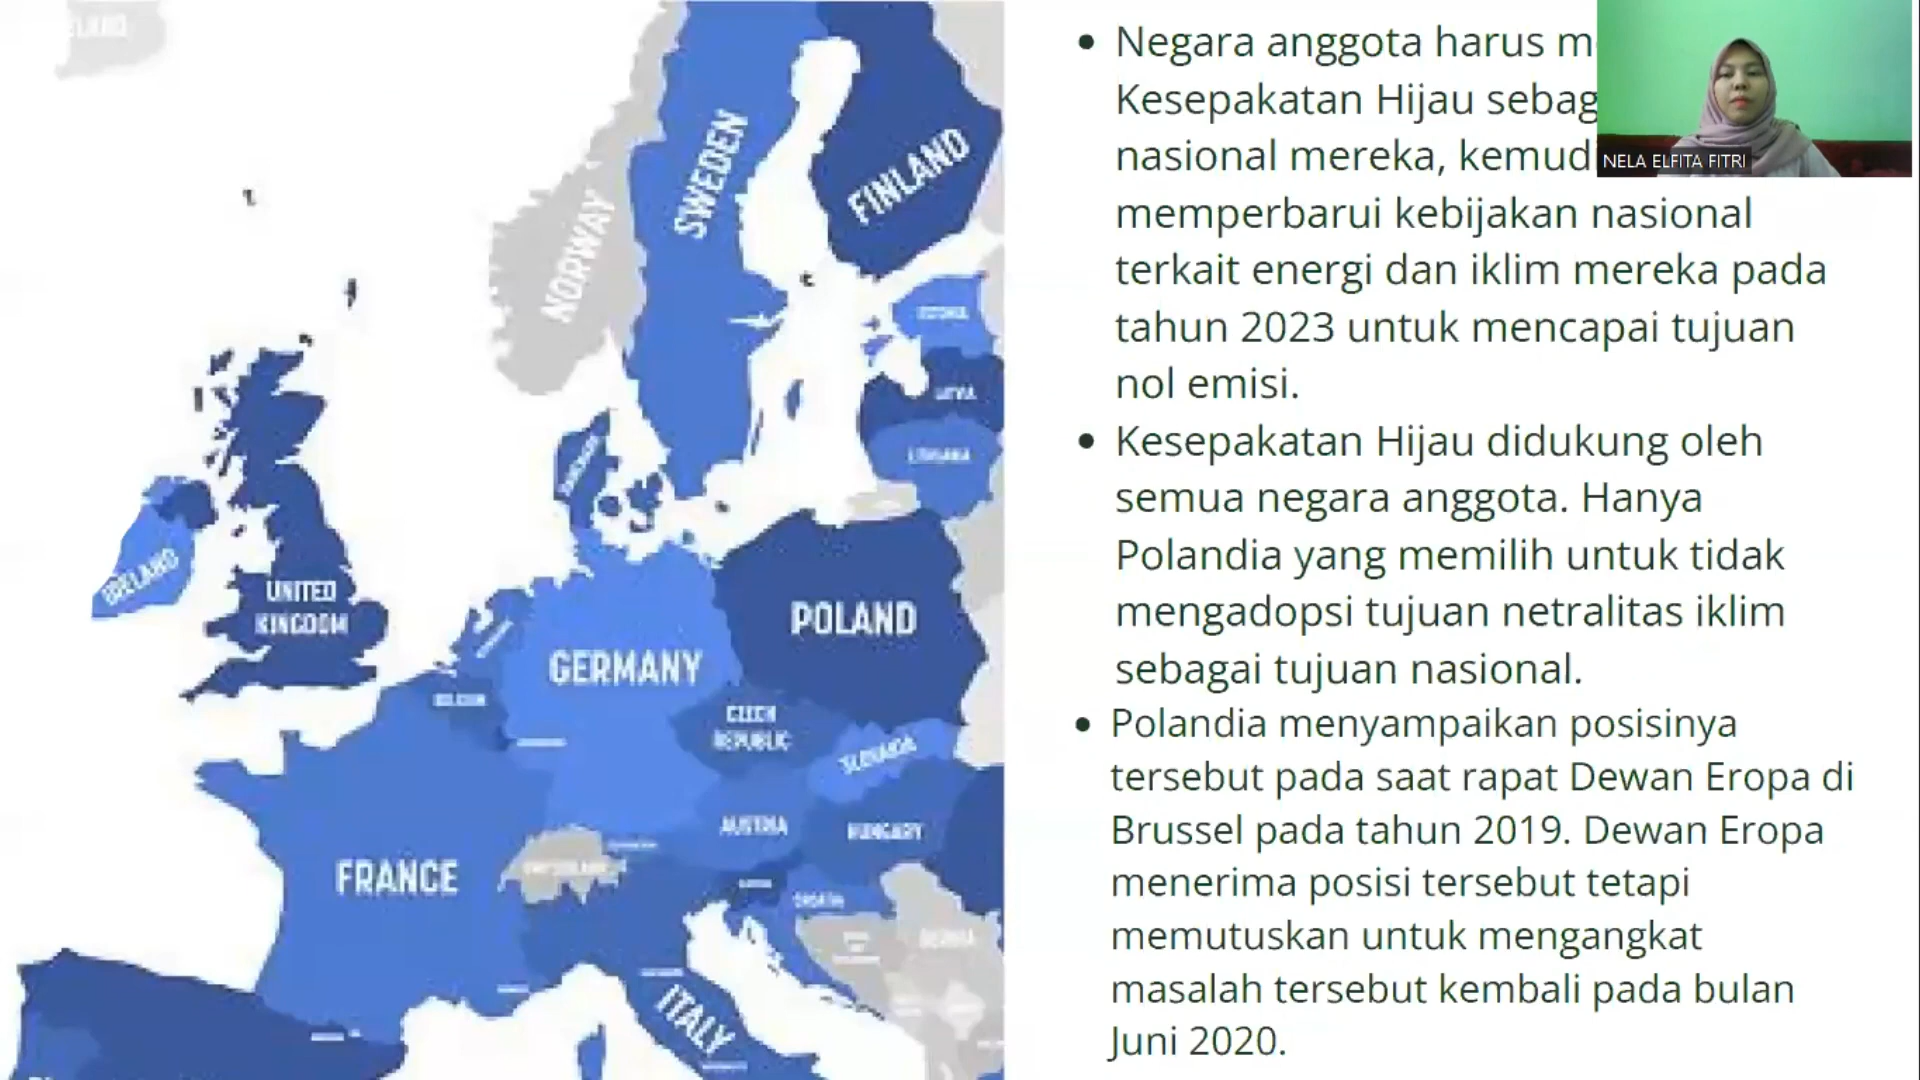 NORWAY
SWEDEN
FINLAND
LATVIA
IRELAND
UNITED
KINGDOM
POLAND
GERMANY
CZECH
REPUBLIC
SLOVAKIA
AUSTRIA
HUNGARY
FRANCE
CROATIA
ITALY
Negara anggota harus
Kesepakatan Hijau
nasional mereka,
memperbarui kebijakan nasional
terkait energi dan iklim mereka pada
tahun 2023 untuk mencapai tujuan
nol emisi.
Kesepakatan Hijau didukung oleh
semua negara anggota. Hanya
Polandia yang memilih untuk tidak
mengadopsi tujuan netralitas iklim
sebagai tujuan nasional.
Polandia menyampaikan posisinya
tersebut pada saat rapat Dewan Eropa di
Brussel pada tahun 2019. Dewan Eropa
menerima posisi tersebut tetapi
memutuskan untuk mengangkat
masalah tersebut kembali pada bulan
Juni 2020.
NELA ELFITA FITRI